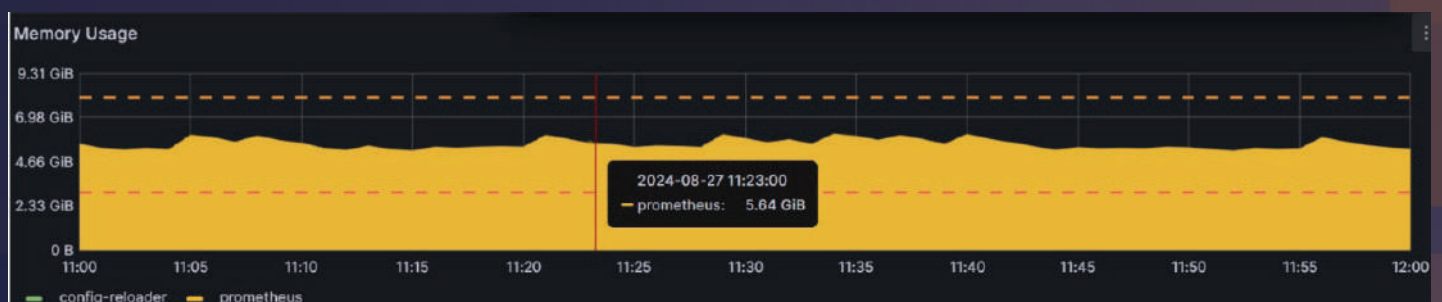 Memory Usage
9.31 GiB
6.98 GiB
4.66 GiB
2.33 GiB
0 B
2024-08-27 11:23:00
prometheus: 5.64 GiB
11:00 11:05 11:10 11:15 11:20 11:25 11:30 11:35 11:40 11:45 11:50 11:55 12:00
config-reloader prometheus